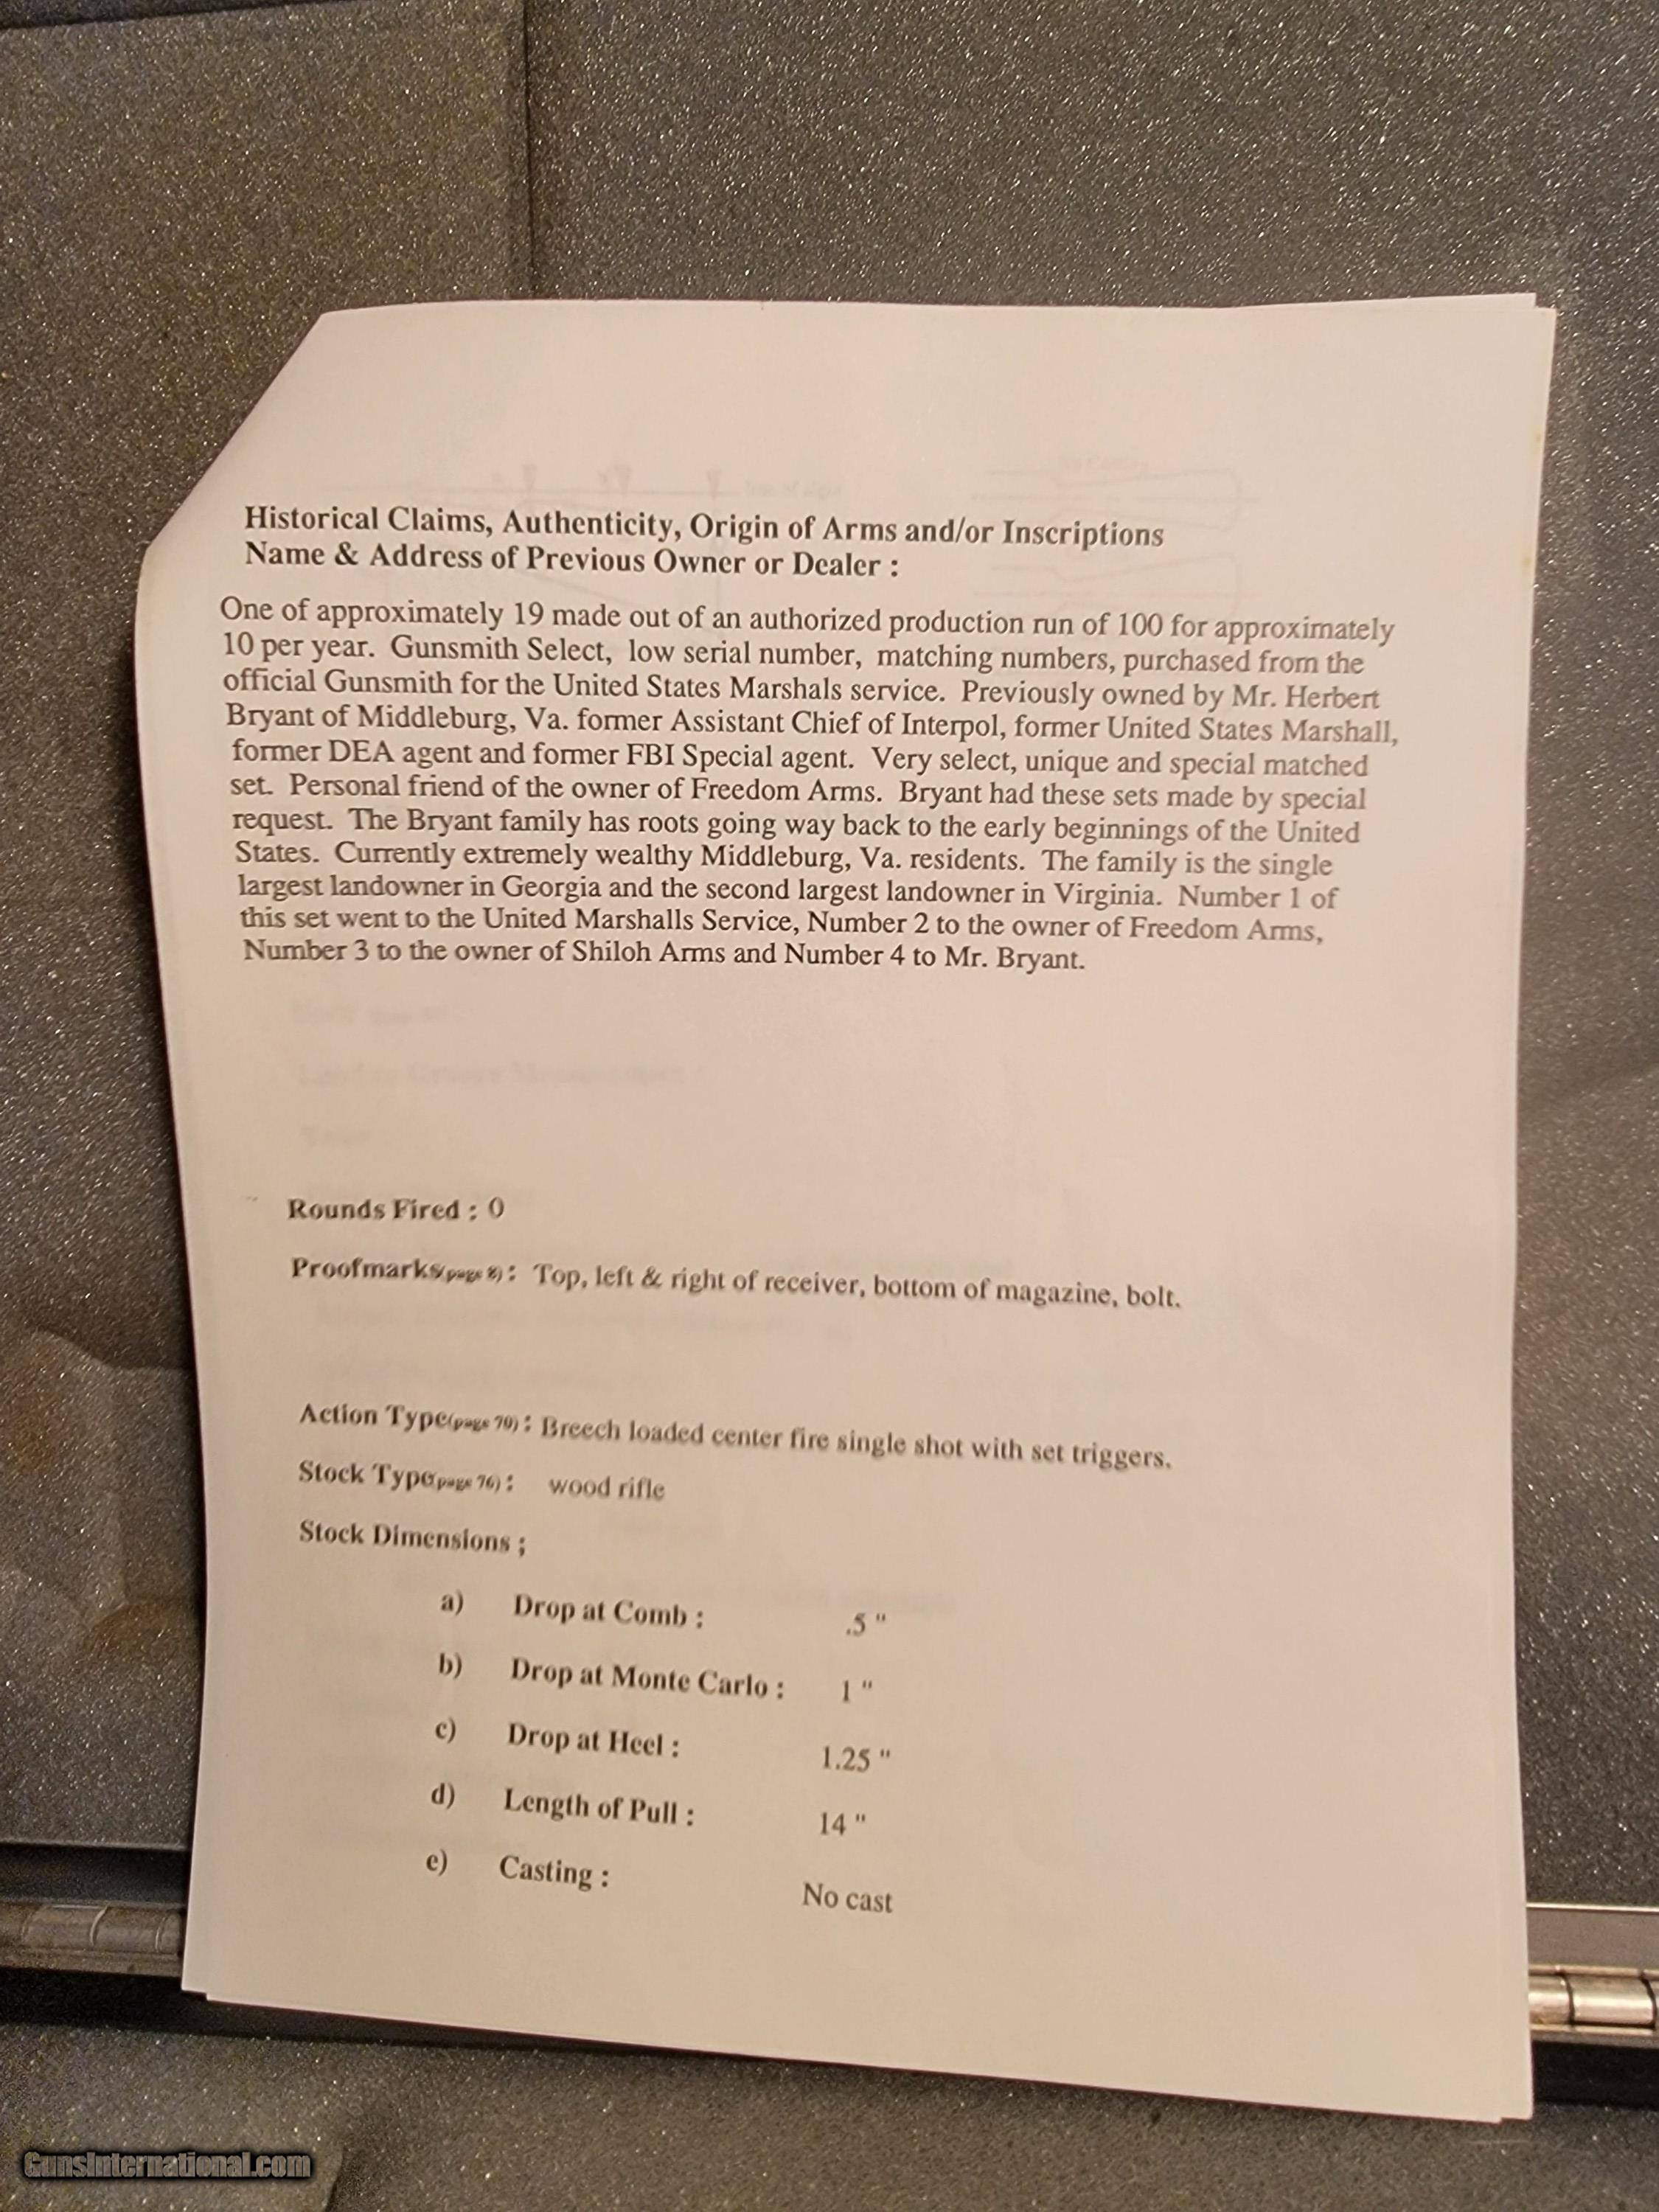 Historical Claims, Authenticity, Origin of Arms and/or Inscriptions
Name & Address of Previous Owner or Dealer :
One of approximately 19 made out of an authorized production run of 100 for approximately
10 per year. Gunsmith Select, low serial number, matching numbers, purchased from the
official Gunsmith for the United States Marshals service. Previously owned by Mr. Herbert
Bryant of Middleburg, Va. former Assistant Chief of Interpol, former United States Marshall,
former DEA agent and former FBI Special agent. Very select, unique and special matched
set. Personal friend of the owner of Freedom Arms. Bryant had these sets made by special
request. The Bryant family has roots going way back to the early beginnings of the United
States. Currently extremely wealthy Middleburg, Va. residents. The family is the single
largest landowner in Georgia and the second largest landowner in Virginia. Number 1 of
this set went to the United Marshalls Service, Number 2 to the owner of Freedom Arms,
Number 3 to the owner of Shiloh Arms and Number 4 to Mr. Bryant.
Rounds Fired : 0
Proofmarks(page 8) : Top, left & right of receiver, bottom of magazine, bolt.
Action Type(page 70) : Breech loaded center fire single shot with set triggers.
Stock Type(page 76) : wood rifle
Stock Dimensions ;
a) Drop at Comb : .5 "
b) Drop at Monte Carlo : 1 "
c) Drop at Heel : 1.25 "
d) Length of Pull : 14 "
e) Casting : No cast
GunsInternational.com